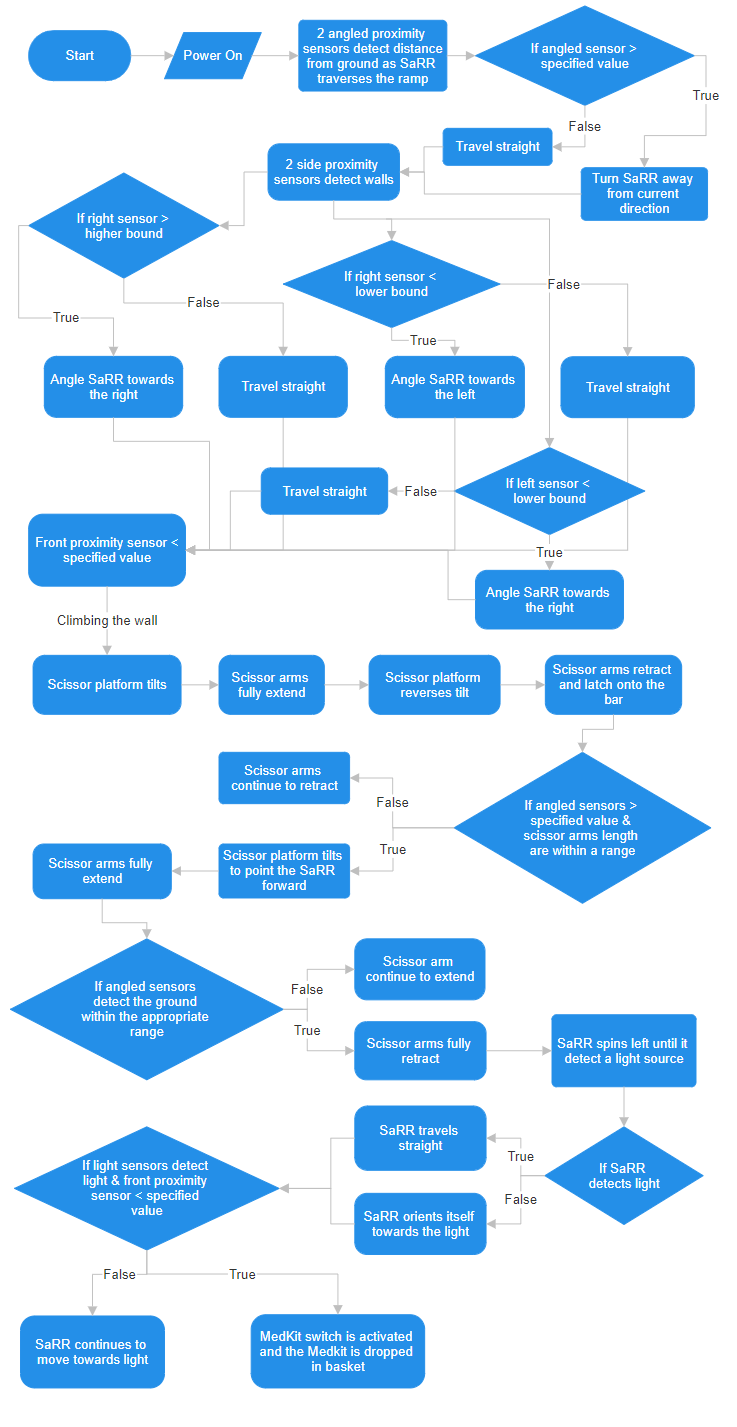 Start
Power On
2 angled proximity
sensors detect distance
from ground as SaRR
traverses the ramp
If angled sensor >
specified value
True
False
Travel straight
Turn SaRR away
from current
direction
2 side proximity
sensors detect walls
If right sensor >
higher bound
If right sensor <
lower bound
False
False
True
True
Angle SaRR towards
the right
Travel straight
Angle SaRR towards
the left
Travel straight
If left sensor <
lower bound
False
Travel straight
True
Front proximity sensor <
specified value
Angle SaRR towards
the right
Climbing the wall
Scissor platform tilts
Scissor arms
fully extend
Scissor platform
reverses tilt
Scissor arms retract
and latch onto the
bar
If angled sensors >
specified value &
scissor arms length
are within a range
False
Scissor arms
continue to retract
True
Scissor platform tilts
to point the SaRR
forward
Scissor arms fully
extend
If angled sensors
detect the ground
within the appropriate
range
False
Scissor arm
continue to extend
True
Scissor arms fully
retract
SaRR spins left until it
detect a light source
If SaRR
detects light
True
SaRR travels
straight
False
SaRR orients itself
towards the light
If light sensors detect
light & front proximity
sensor < specified
value
False
True
SaRR continues to
move towards light
MedKit switch is activated
and the Medkit is dropped
in basket